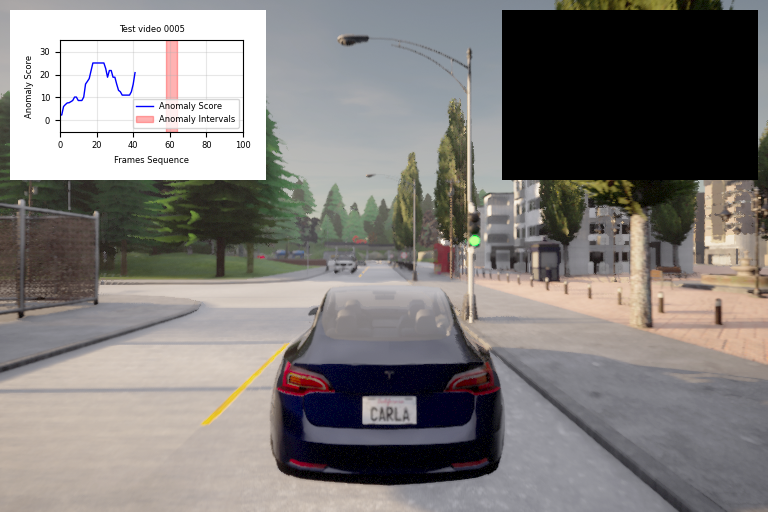 Test video 0005
Anomaly Score
30
20
10
0
Anomaly Score
Anomaly Intervals
0 20 40 60 80 100
Frames Sequence
CARLA